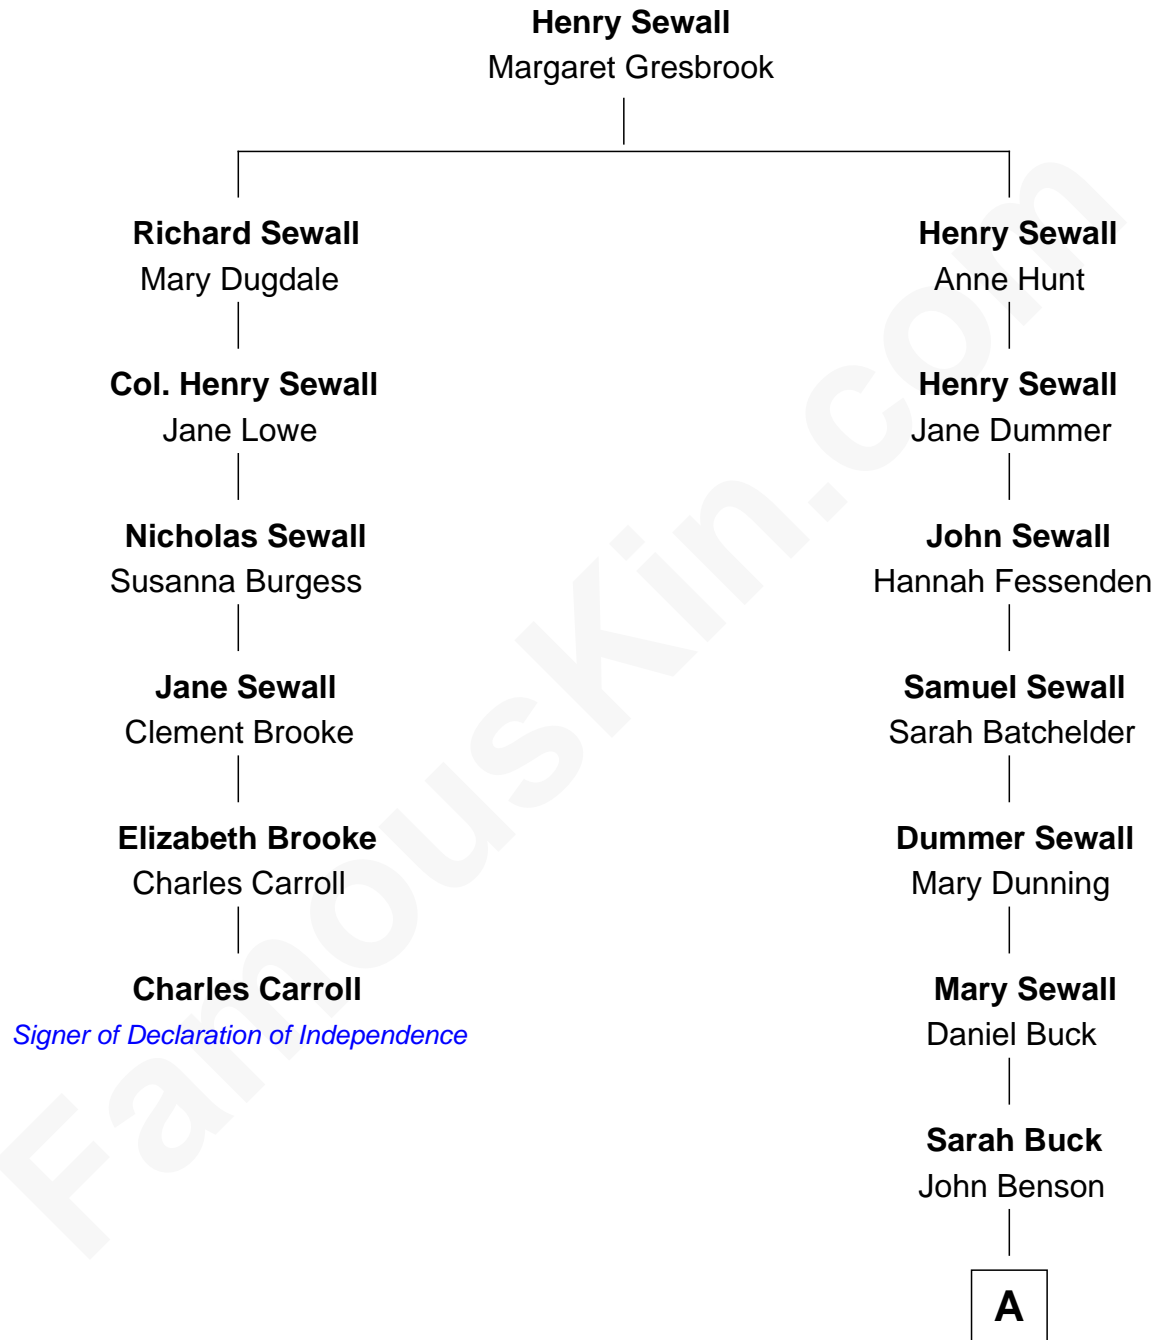 Henry Sewall
Margaret Gresbrook
Richard Sewall
Mary Dugdale
Col. Henry Sewall
Jane Lowe
Nicholas Sewall
Susanna Burgess
Jane Sewall
Clement Brooke
Elizabeth Brooke
Charles Carroll
Charles Carroll
Signer of Declaration of Independence
Henry Sewall
Anne Hunt
Henry Sewall
Jane Dummer
John Sewall
Hannah Fessenden
Samuel Sewall
Sarah Batchelder
Dummer Sewall
Mary Dunning
Mary Sewall
Daniel Buck
Sarah Buck
John Benson
A
FamousKin.com